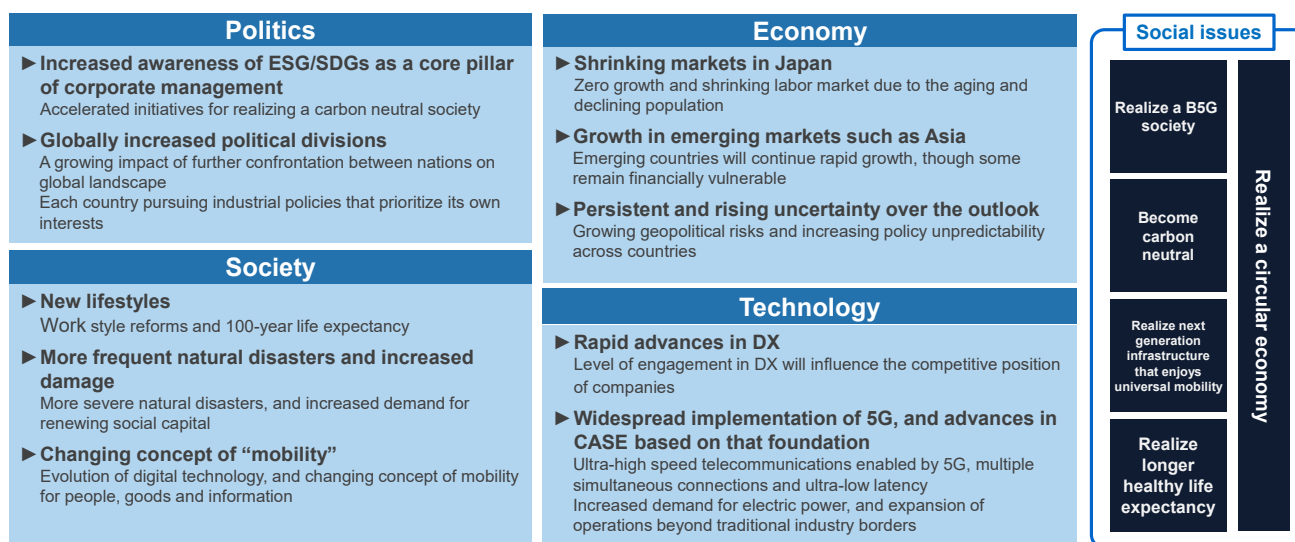 Politics
►Increased awareness of ESG/SDGs as a core pillar
of corporate management
Accelerated initiatives for realizing a carbon neutral society
►Globally increased political divisions
A growing impact of further confrontation between nations on
global landscape
Each country pursuing industrial policies that prioritize its own
interests
Society
►New lifestyles
Work style reforms and 100-year life expectancy
►More frequent natural disasters and increased
damage
More severe natural disasters, and increased demand for
renewing social capital
►Changing concept of “mobility”
Evolution of digital technology, and changing concept of mobility
for people, goods and information
Economy
►Shrinking markets in Japan
Zero growth and shrinking labor market due to the aging and
declining population
►Growth in emerging markets such as Asia
Emerging countries will continue rapid growth, though some
remain financially vulnerable
►Persistent and rising uncertainty over the outlook
Growing geopolitical risks and increasing policy unpredictability
across countries
Technology
►Rapid advances in DX
Level of engagement in DX will influence the competitive position
of companies
►Widespread implementation of 5G, and advances in
CASE based on that foundation
Ultra-high speed telecommunications enabled by 5G, multiple
simultaneous connections and ultra-low latency
Increased demand for electric power, and expansion of
operations beyond traditional industry borders
Social issues
Realize a B5G
society
Become
carbon
neutral
Realize next
generation
infrastructure
that enjoys
universal mobility
Realize
longer
healthy life
expectancy
Realize a circular economy